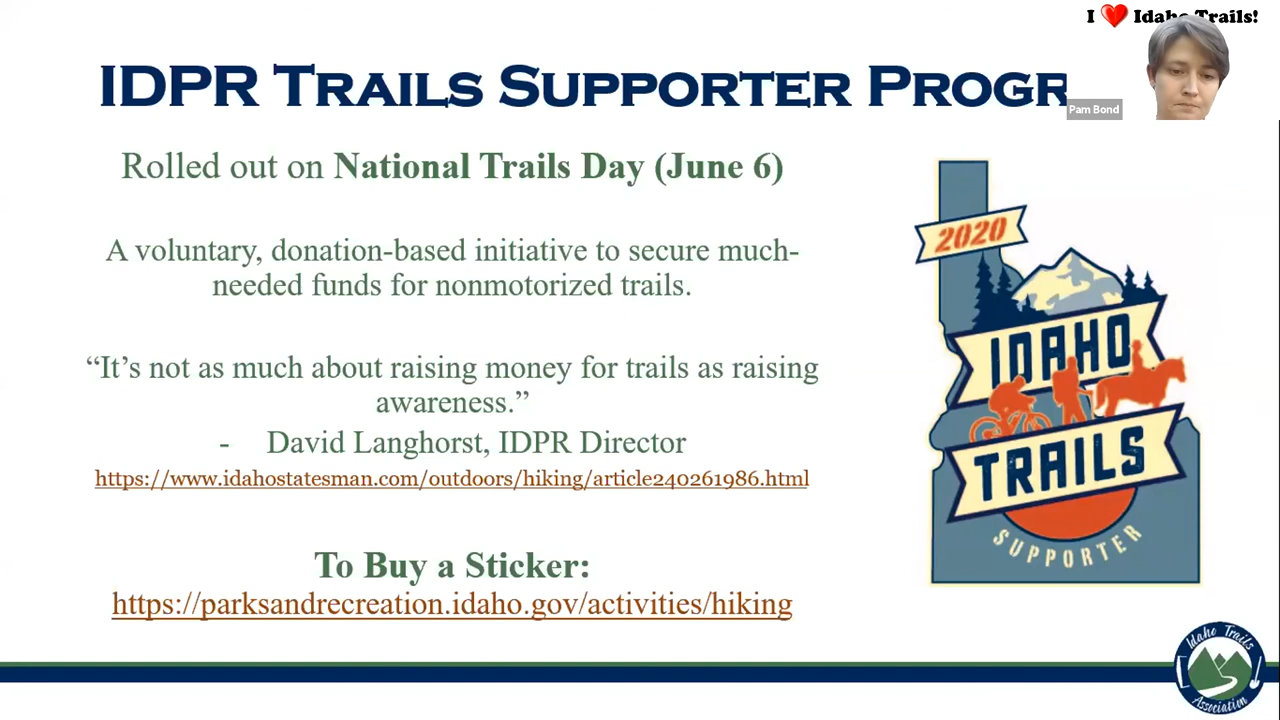 I ❤ Idaho Trails!
IDPR TRAILS SUPPORTER PROGR
Pam Bond
Rolled out on National Trails Day (June 6)
A voluntary, donation-based initiative to secure much-
needed funds for nonmotorized trails.
“It’s not as much about raising money for trails as raising
awareness.”
- David Langhorst, IDPR Director
https://www.idahostatesman.com/outdoors/hiking/article240261986.html
To Buy a Sticker:
https://parksandrecreation.idaho.gov/activities/hiking
2020
IDAHO
TRAILS
SUPPORTER
Idaho Trails
Association